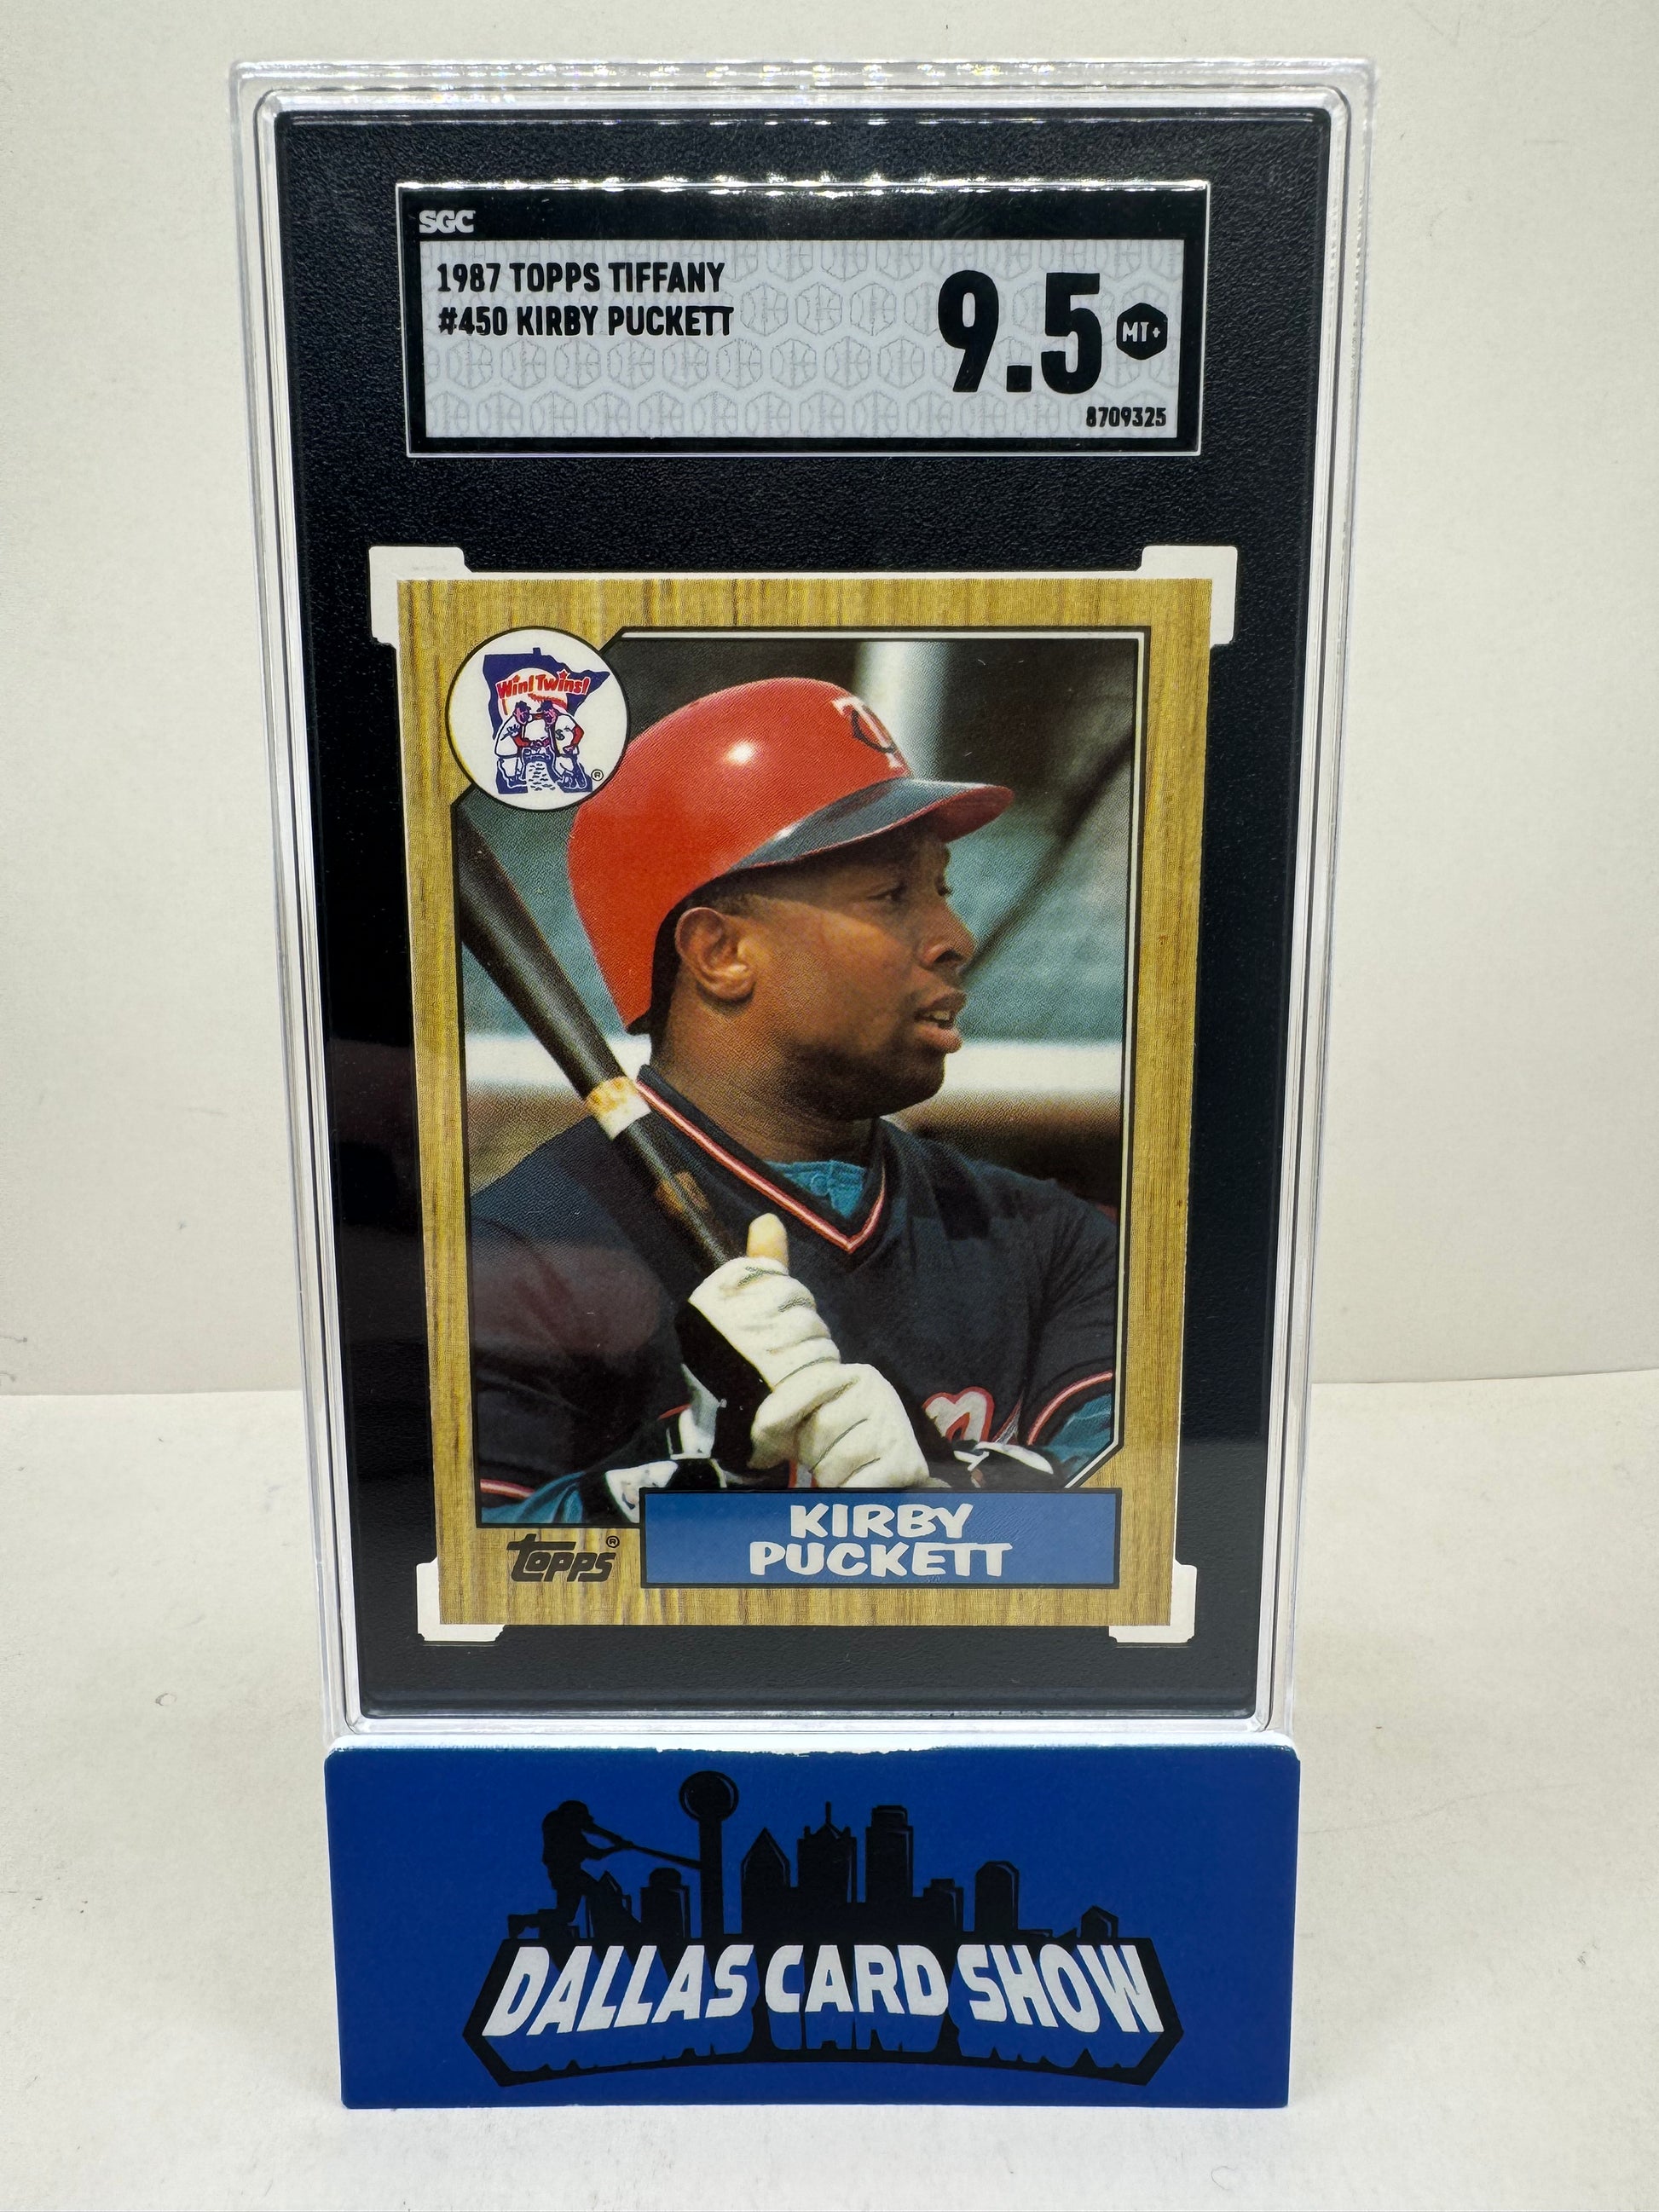 SGC
1987 TOPPS TIFFANY
#450 KIRBY PUCKETT
9.5
MT+
8709325
Win! Twins!
®
topps®
KIRBY
PUCKETT
DALLAS CARD SHOW